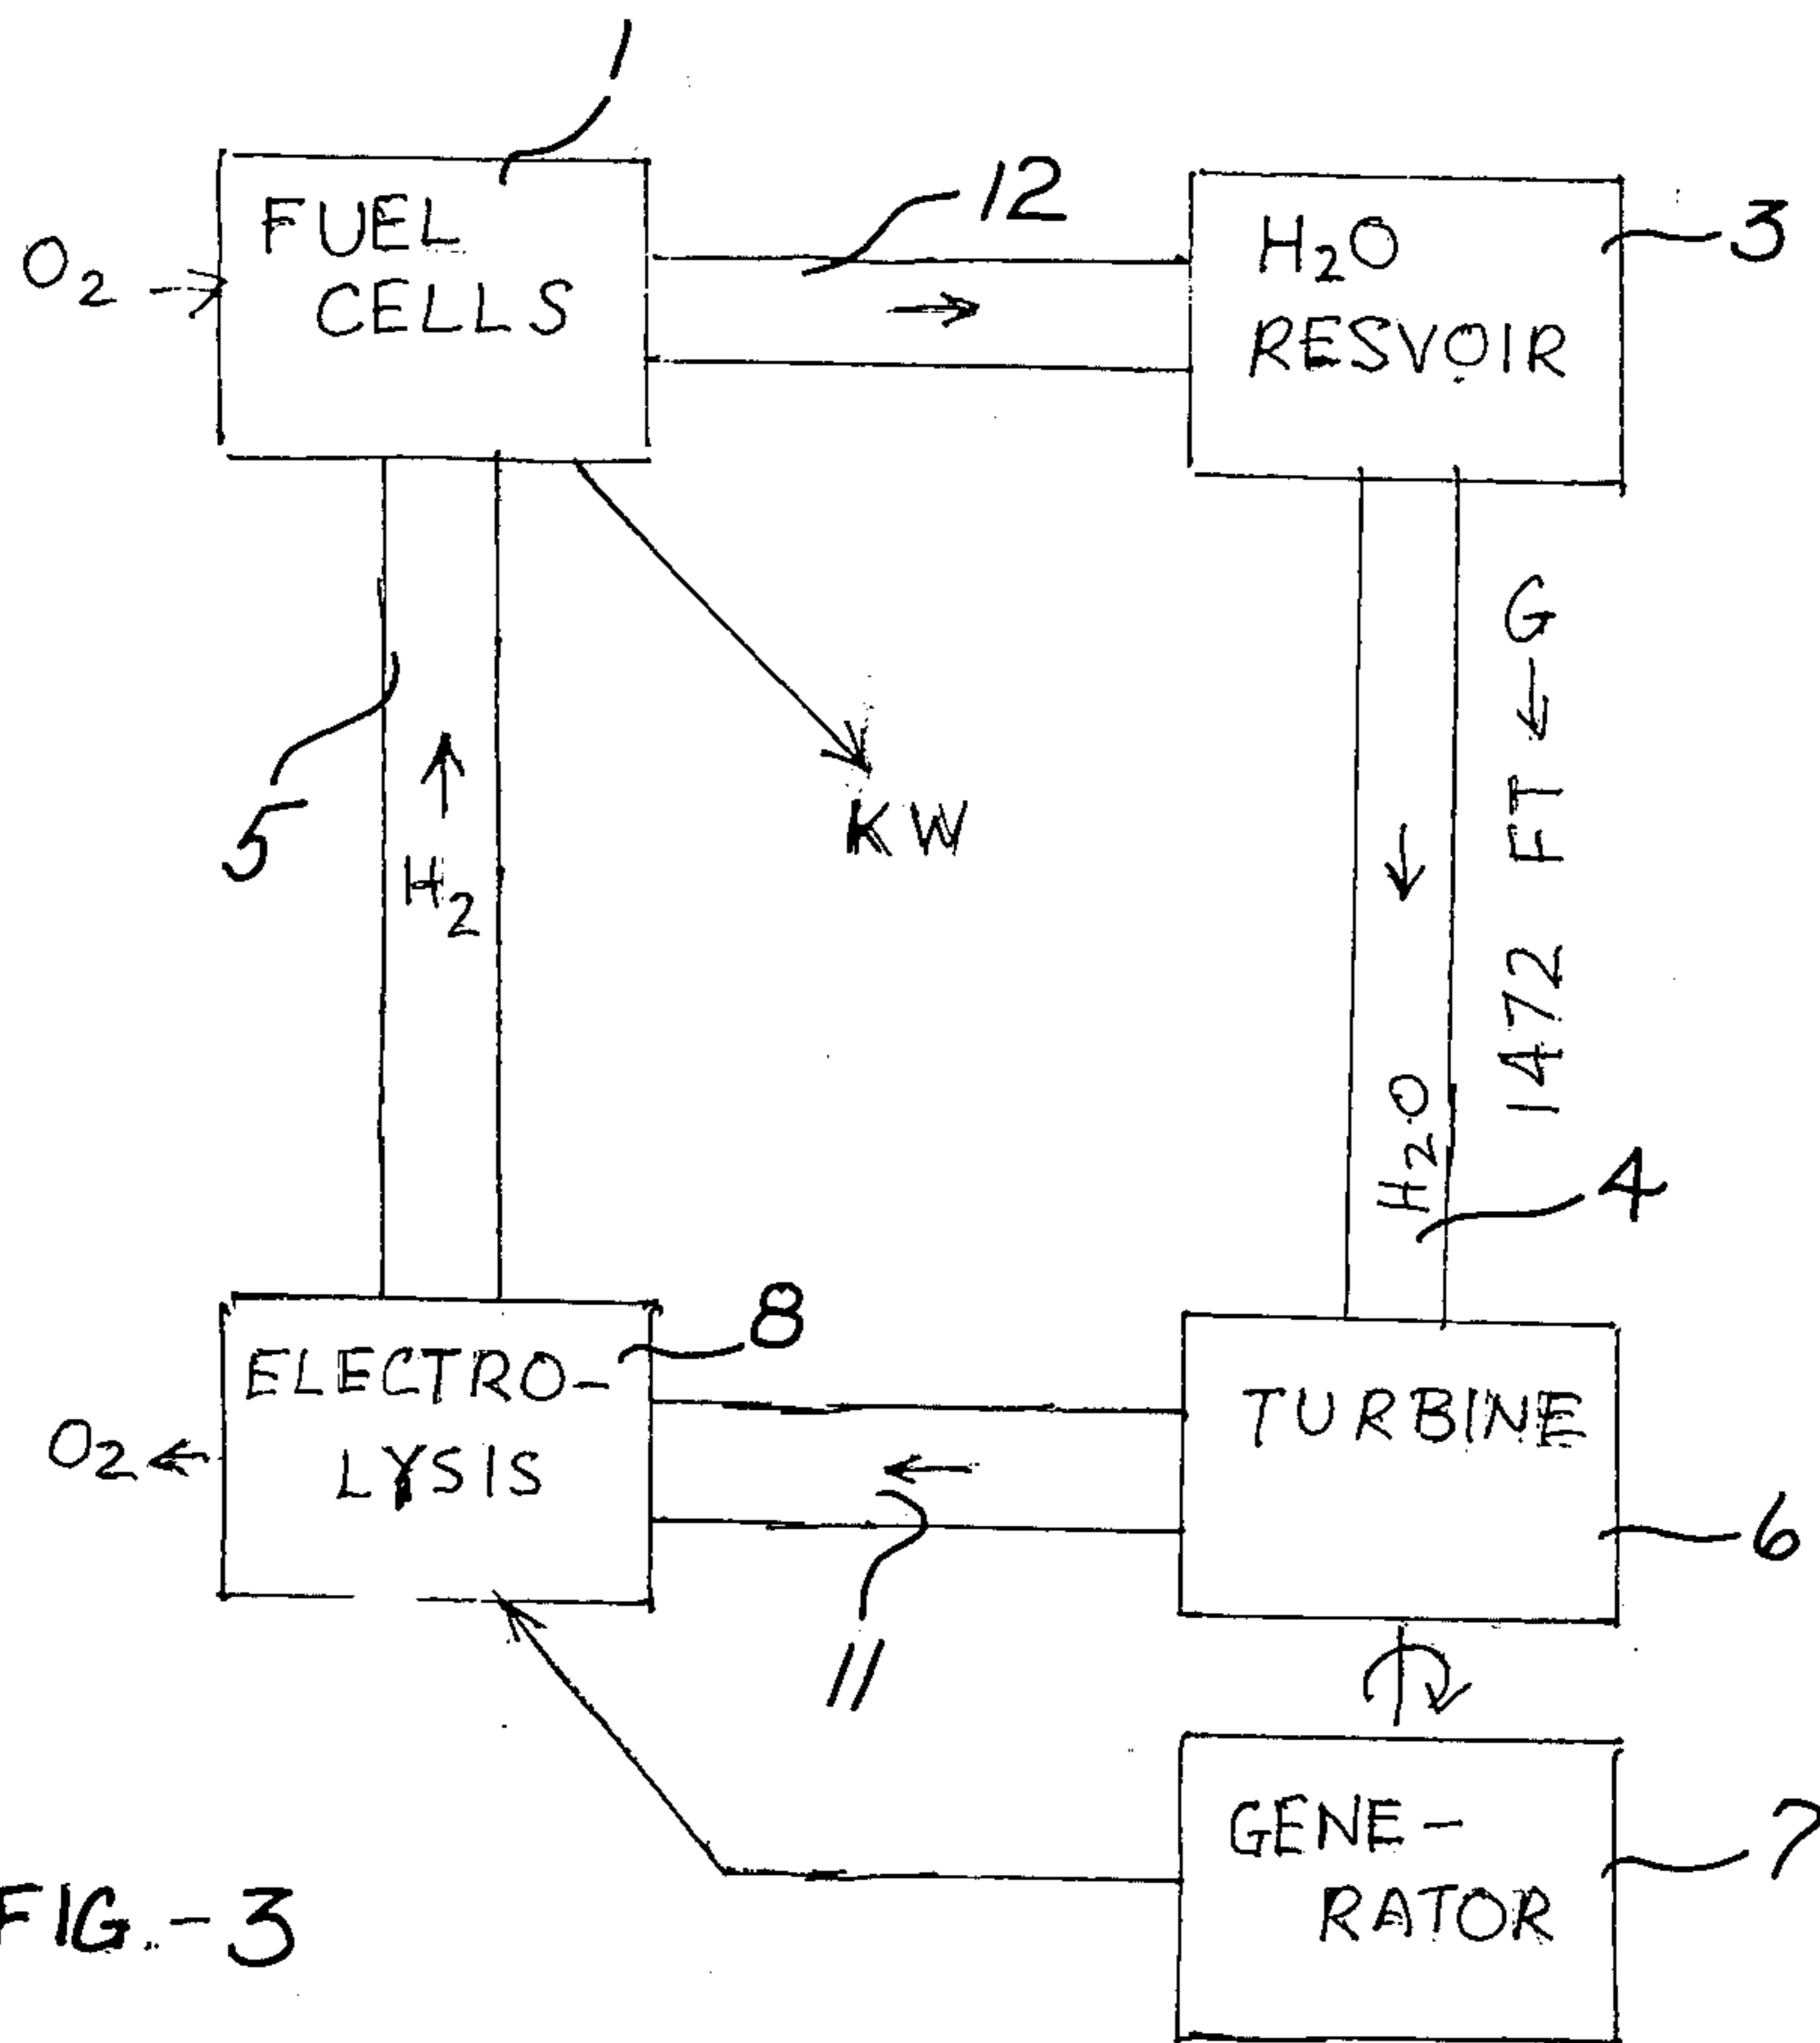 1
FUEL
CELLS
O2
12
H2O
RESVOIR
3
G
1472 FT
5
H2
KW
H2O
4
ELECTRO-
LYSIS
8
O2
TURBINE
6
11
GENE-
RATOR
7
FIG.-3